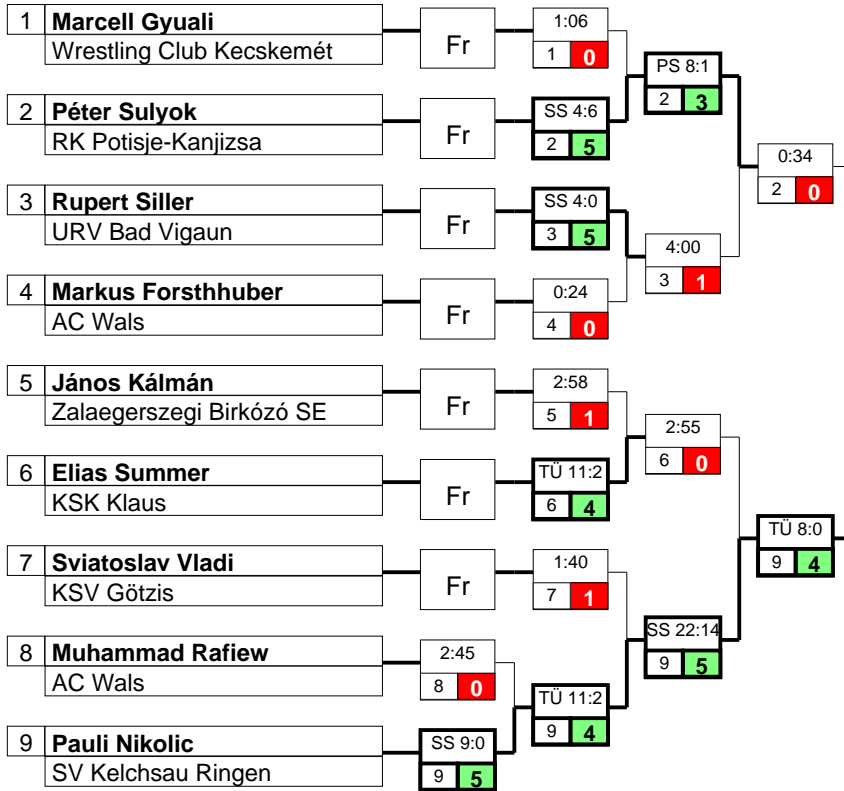 1 Marcell Gyuali
Wrestling Club Kecskemét
Fr
1:06
1 0
PS 8:1
2 3
2 Péter Sulyok
RK Potisje-Kanjizsa
Fr
SS 4:6
2 5
0:34
2 0
3 Rupert Siller
URV Bad Vigaun
Fr
SS 4:0
3 5
4:00
3 1
4 Markus Forsthhuber
AC Wals
Fr
0:24
4 0
5 János Kálmán
Zalaegerszegi Birkózó SE
Fr
2:58
5 1
2:55
6 0
6 Elias Summer
KSK Klaus
Fr
TÜ 11:2
6 4
TÜ 8:0
9 4
7 Sviatoslav Vladi
KSV Götzis
Fr
1:40
7 1
SS 22:14
9 5
8 Muhammad Rafiew
AC Wals
2:45
8 0
TÜ 11:2
9 4
9 Pauli Nikolic
SV Kelchsau Ringen
SS 9:0
9 5